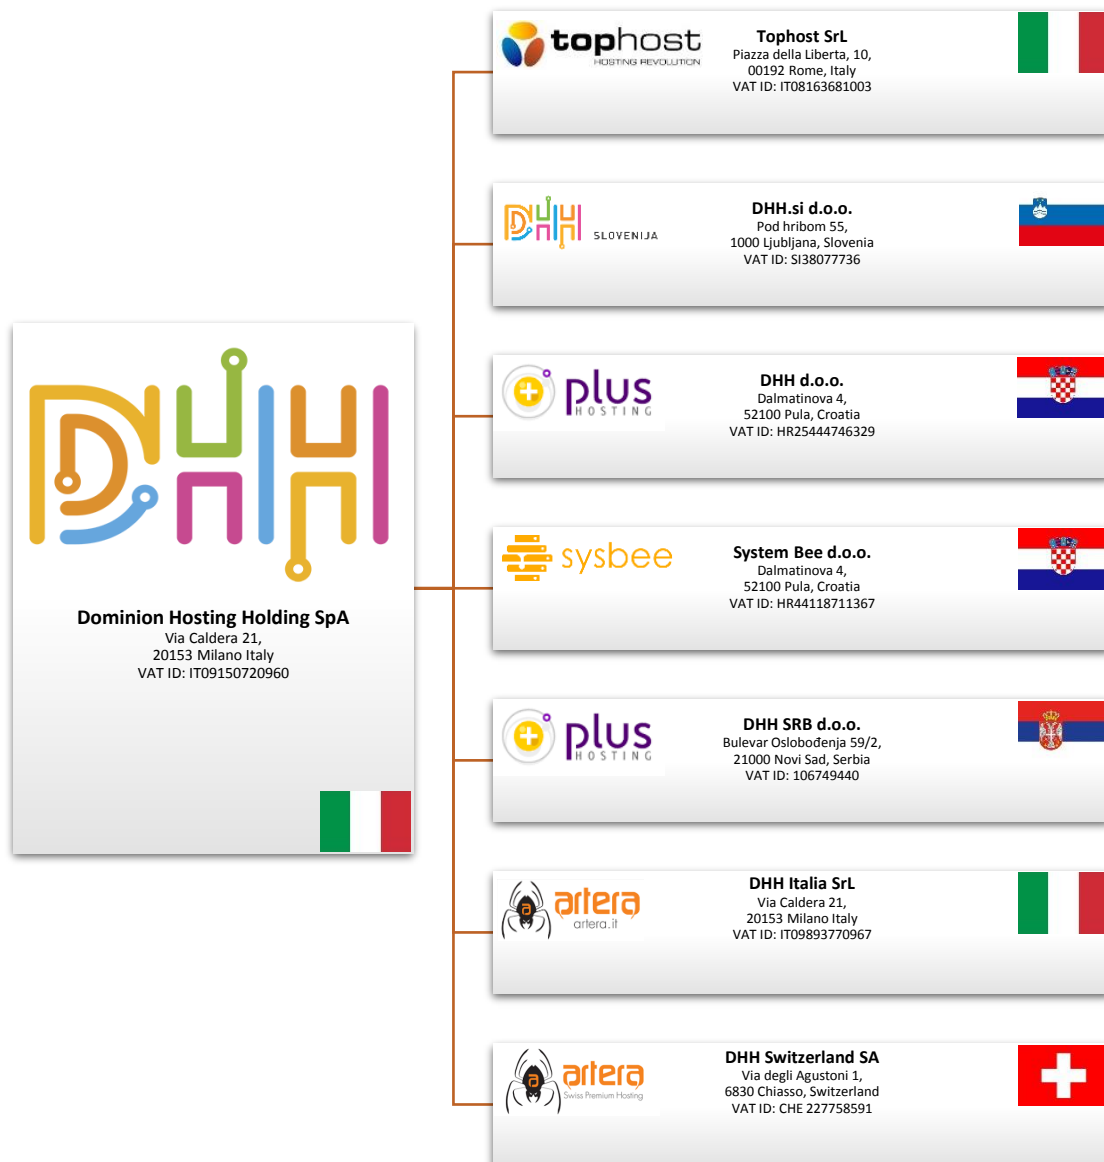 tophost
HOSTING REVOLUTION
Tophost SrL
Piazza della Liberta, 10,
00192 Rome, Italy
VAT ID: IT08163681003
DHH
SLOVENIJA
DHH.si d.o.o.
Pod hribom 55,
1000 Ljubljana, Slovenia
VAT ID: SI38077736
DHH
Dominion Hosting Holding SpA
Via Caldera 21,
20153 Milano Italy
VAT ID: IT09150720960
plus
HOSTING
DHH d.o.o.
Dalmatinova 4,
52100 Pula, Croatia
VAT ID: HR25444746329
sysbee
System Bee d.o.o.
Dalmatinova 4,
52100 Pula, Croatia
VAT ID: HR44118711367
plus
HOSTING
DHH SRB d.o.o.
Bulevar Oslobođenja 59/2,
21000 Novi Sad, Serbia
VAT ID: 106749440
a
artera
artera.it
DHH Italia SrL
Via Caldera 21,
20153 Milano Italy
VAT ID: IT09893770967
a
artera
Swiss Premium Hosting
DHH Switzerland SA
Via degli Agustoni 1,
6830 Chiasso, Switzerland
VAT ID: CHE 227758591